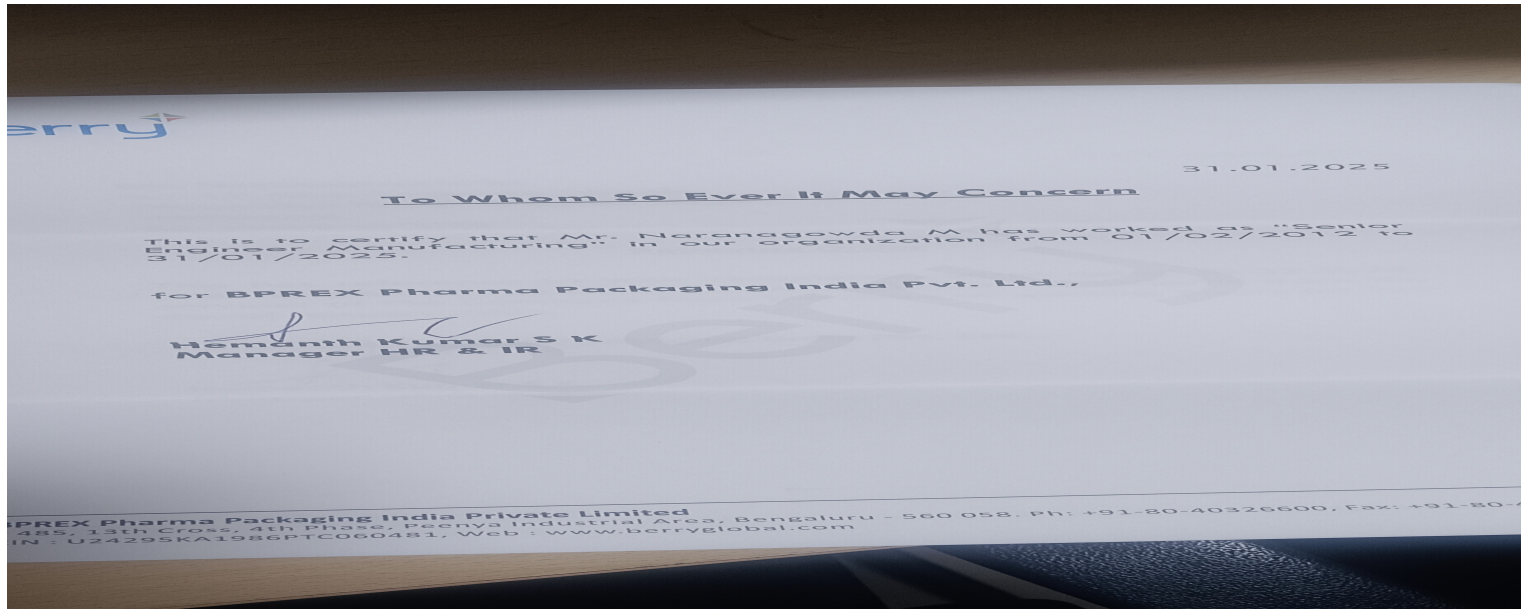 erry
31.01.2025
To Whom So Ever It May Concern
This is to certify that Mr. Naranagowda M has worked as "Senior
Engineer Manufacturing" in our organization from 01/02/2012 to
31/01/2025.
for BPREX Pharma Packaging India Pvt. Ltd.,
Hemanth Kumar S K
Manager HR & IR
Berry
BPREX Pharma Packaging India Private Limited
485, 13th Cross, 4th Phase, Peenya Industrial Area, Bengaluru - 560 058. Ph: +91-80-40326600, Fax: +91-80-
IN : U24295KA1986PTC060481, Web : www.berryglobal.com